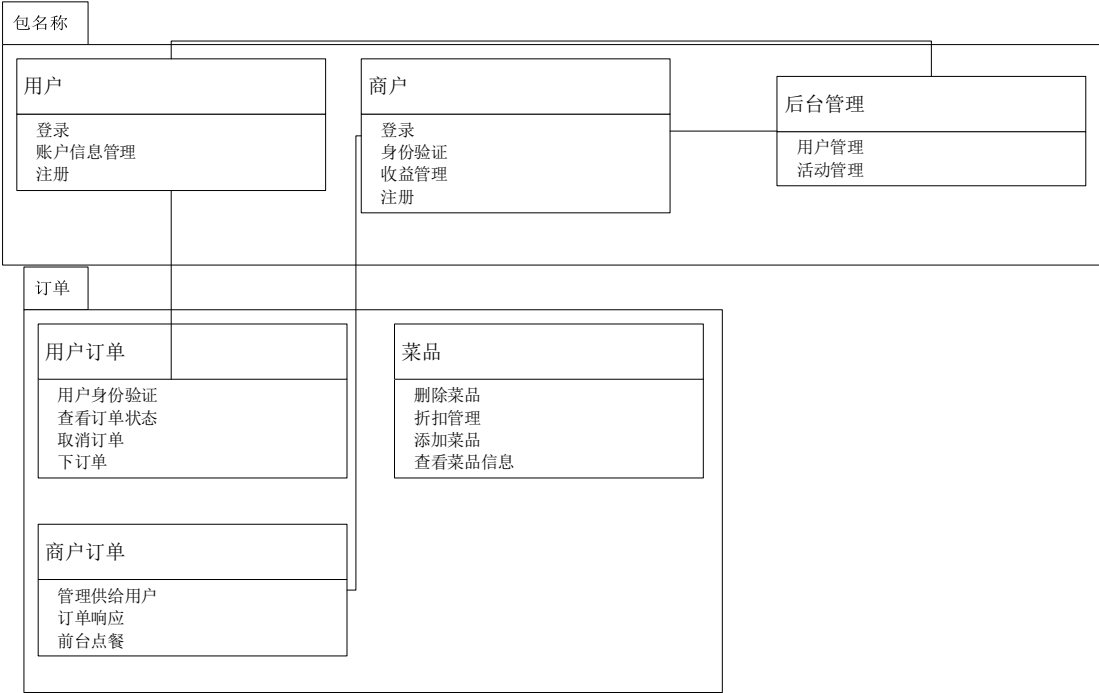 包名称
用户
登录
账户信息管理
注册
商户
登录
身份验证
收益管理
注册
后台管理
用户管理
活动管理
订单
用户订单
用户身份验证
查看订单状态
取消订单
下订单
菜品
删除菜品
折扣管理
添加菜品
查看菜品信息
商户订单
管理供给用户
订单响应
前台点餐